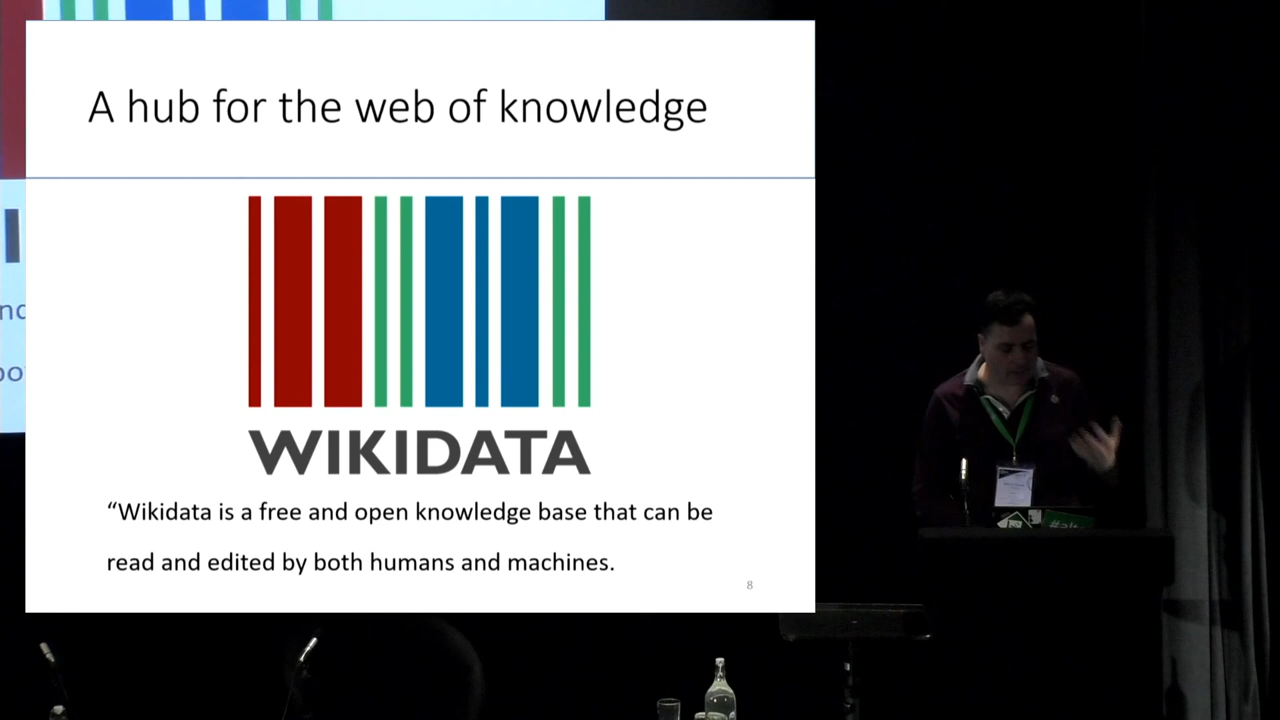 A hub for the web of knowledge
WIKIDATA
“Wikidata is a free and open knowledge base that can be
read and edited by both humans and machines.
8
#alt